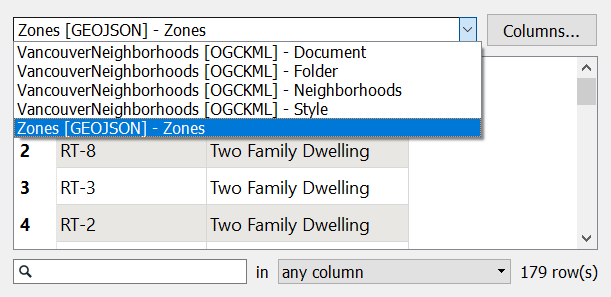 Zones [GEOJSON] - Zones
Columns...
VancouverNeighborhoods [OGCKML] - Document
VancouverNeighborhoods [OGCKML] - Folder
VancouverNeighborhoods [OGCKML] - Neighborhoods
VancouverNeighborhoods [OGCKML] - Style
Zones [GEOJSON] - Zones
2 RT-8 Two Family Dwelling
3 RT-3 Two Family Dwelling
4 RT-2 Two Family Dwelling
in any column 179 row(s)